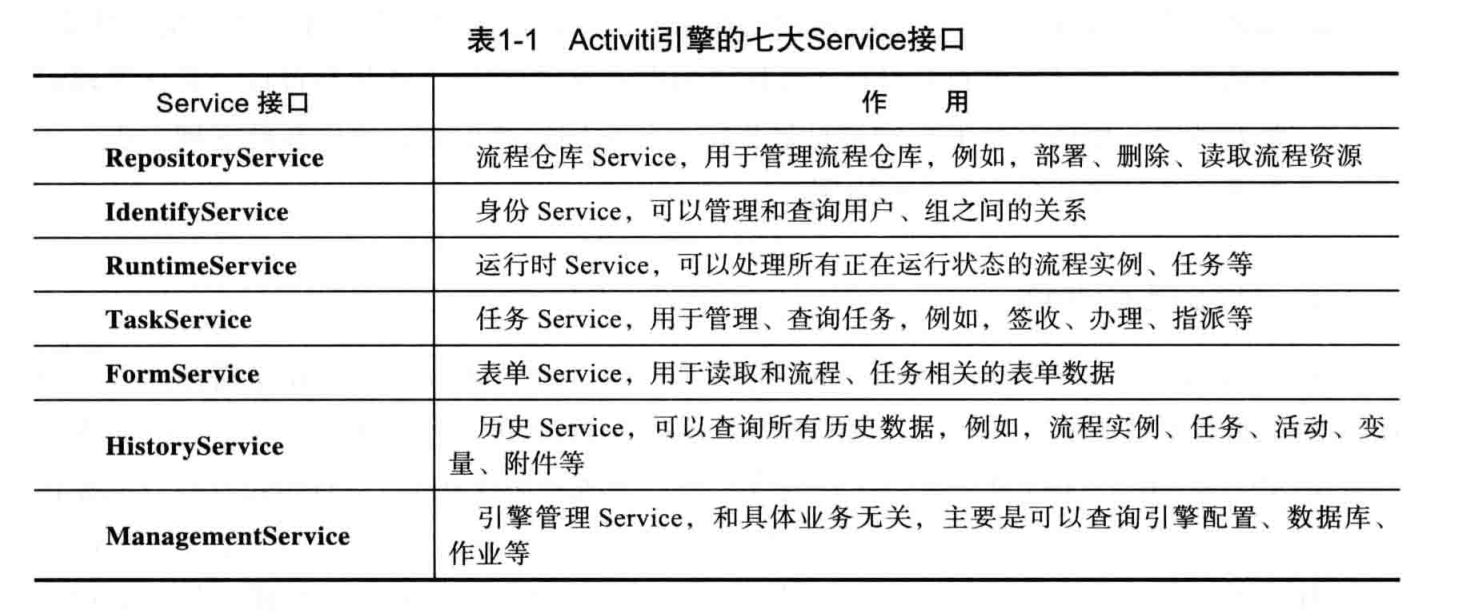 表1-1 Activiti引擎的七大Service接口
Service 接口 作 用
RepositoryService 流程仓库 Service，用于管理流程仓库，例如，部署、删除、读取流程资源
IdentifyService 身份 Service，可以管理和查询用户、组之间的关系
RuntimeService 运行时 Service，可以处理所有正在运行状态的流程实例、任务等
TaskService 任务 Service，用于管理、查询任务，例如，签收、办理、指派等
FormService 表单 Service，用于读取和流程、任务相关的表单数据
HistoryService 历史 Service，可以查询所有历史数据，例如，流程实例、任务、活动、变
量、附件等
ManagementService 引擎管理 Service，和具体业务无关，主要是可以查询引擎配置、数据库、
作业等